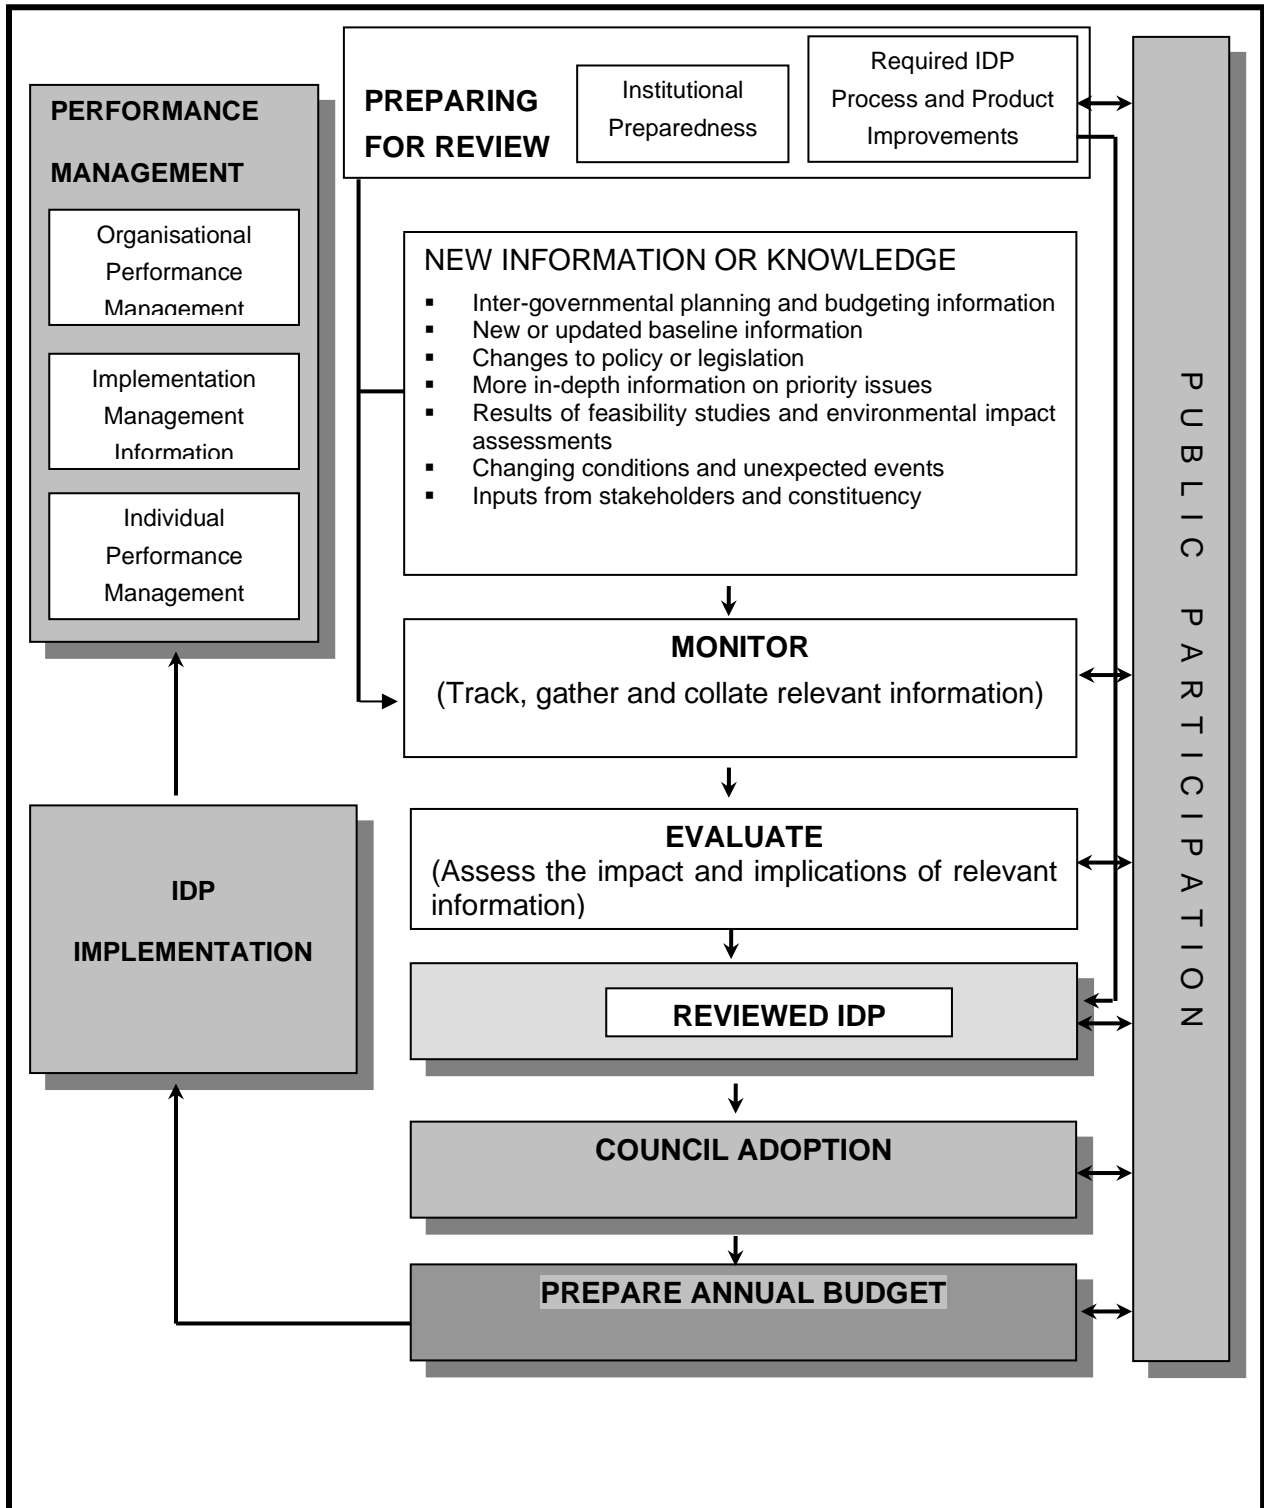 PERFORMANCE
MANAGEMENT
Organisational
Performance
Management
Implementation
Management
Information
Individual
Performance
Management
IDP
IMPLEMENTATION
PREPARING
FOR REVIEW
Institutional
Preparedness
Required IDP
Process and Product
Improvements
NEW INFORMATION OR KNOWLEDGE
▪ Inter-governmental planning and budgeting information
▪ New or updated baseline information
▪ Changes to policy or legislation
▪ More in-depth information on priority issues
▪ Results of feasibility studies and environmental impact
assessments
▪ Changing conditions and unexpected events
▪ Inputs from stakeholders and constituency
MONITOR
(Track, gather and collate relevant information)
EVALUATE
(Assess the impact and implications of relevant
information)
REVIEWED IDP
COUNCIL ADOPTION
PREPARE ANNUAL BUDGET
PUBLIC PARTICIPATION